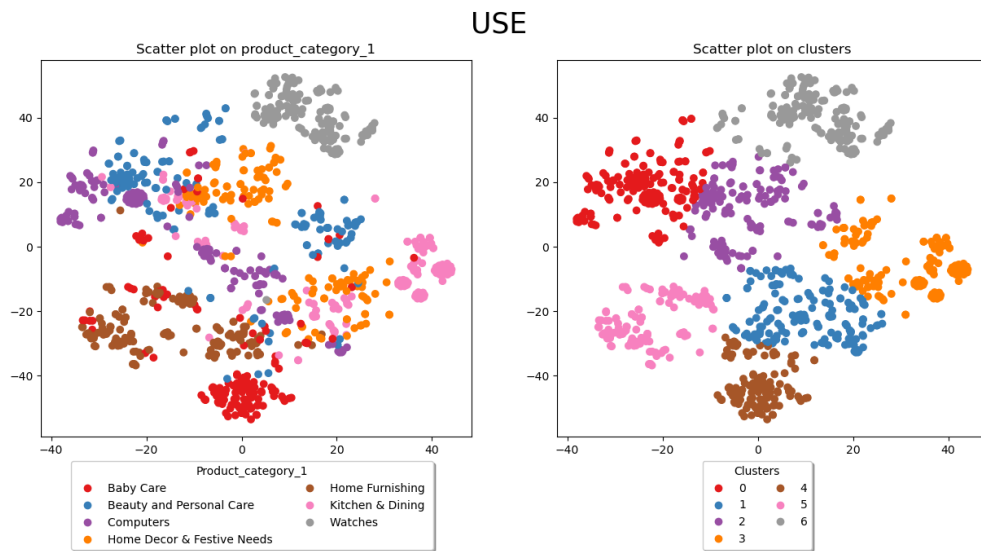 USE
Scatter plot on product_category_1
Scatter plot on clusters
40
20
0
−20
−40
−40
−20
0
20
40
40
20
0
−20
−40
−40
−20
0
20
40
Product_category_1
Baby Care
Beauty and Personal Care
Computers
Home Decor & Festive Needs
Home Furnishing
Kitchen & Dining
Watches
Clusters
0
1
2
3
4
5
6